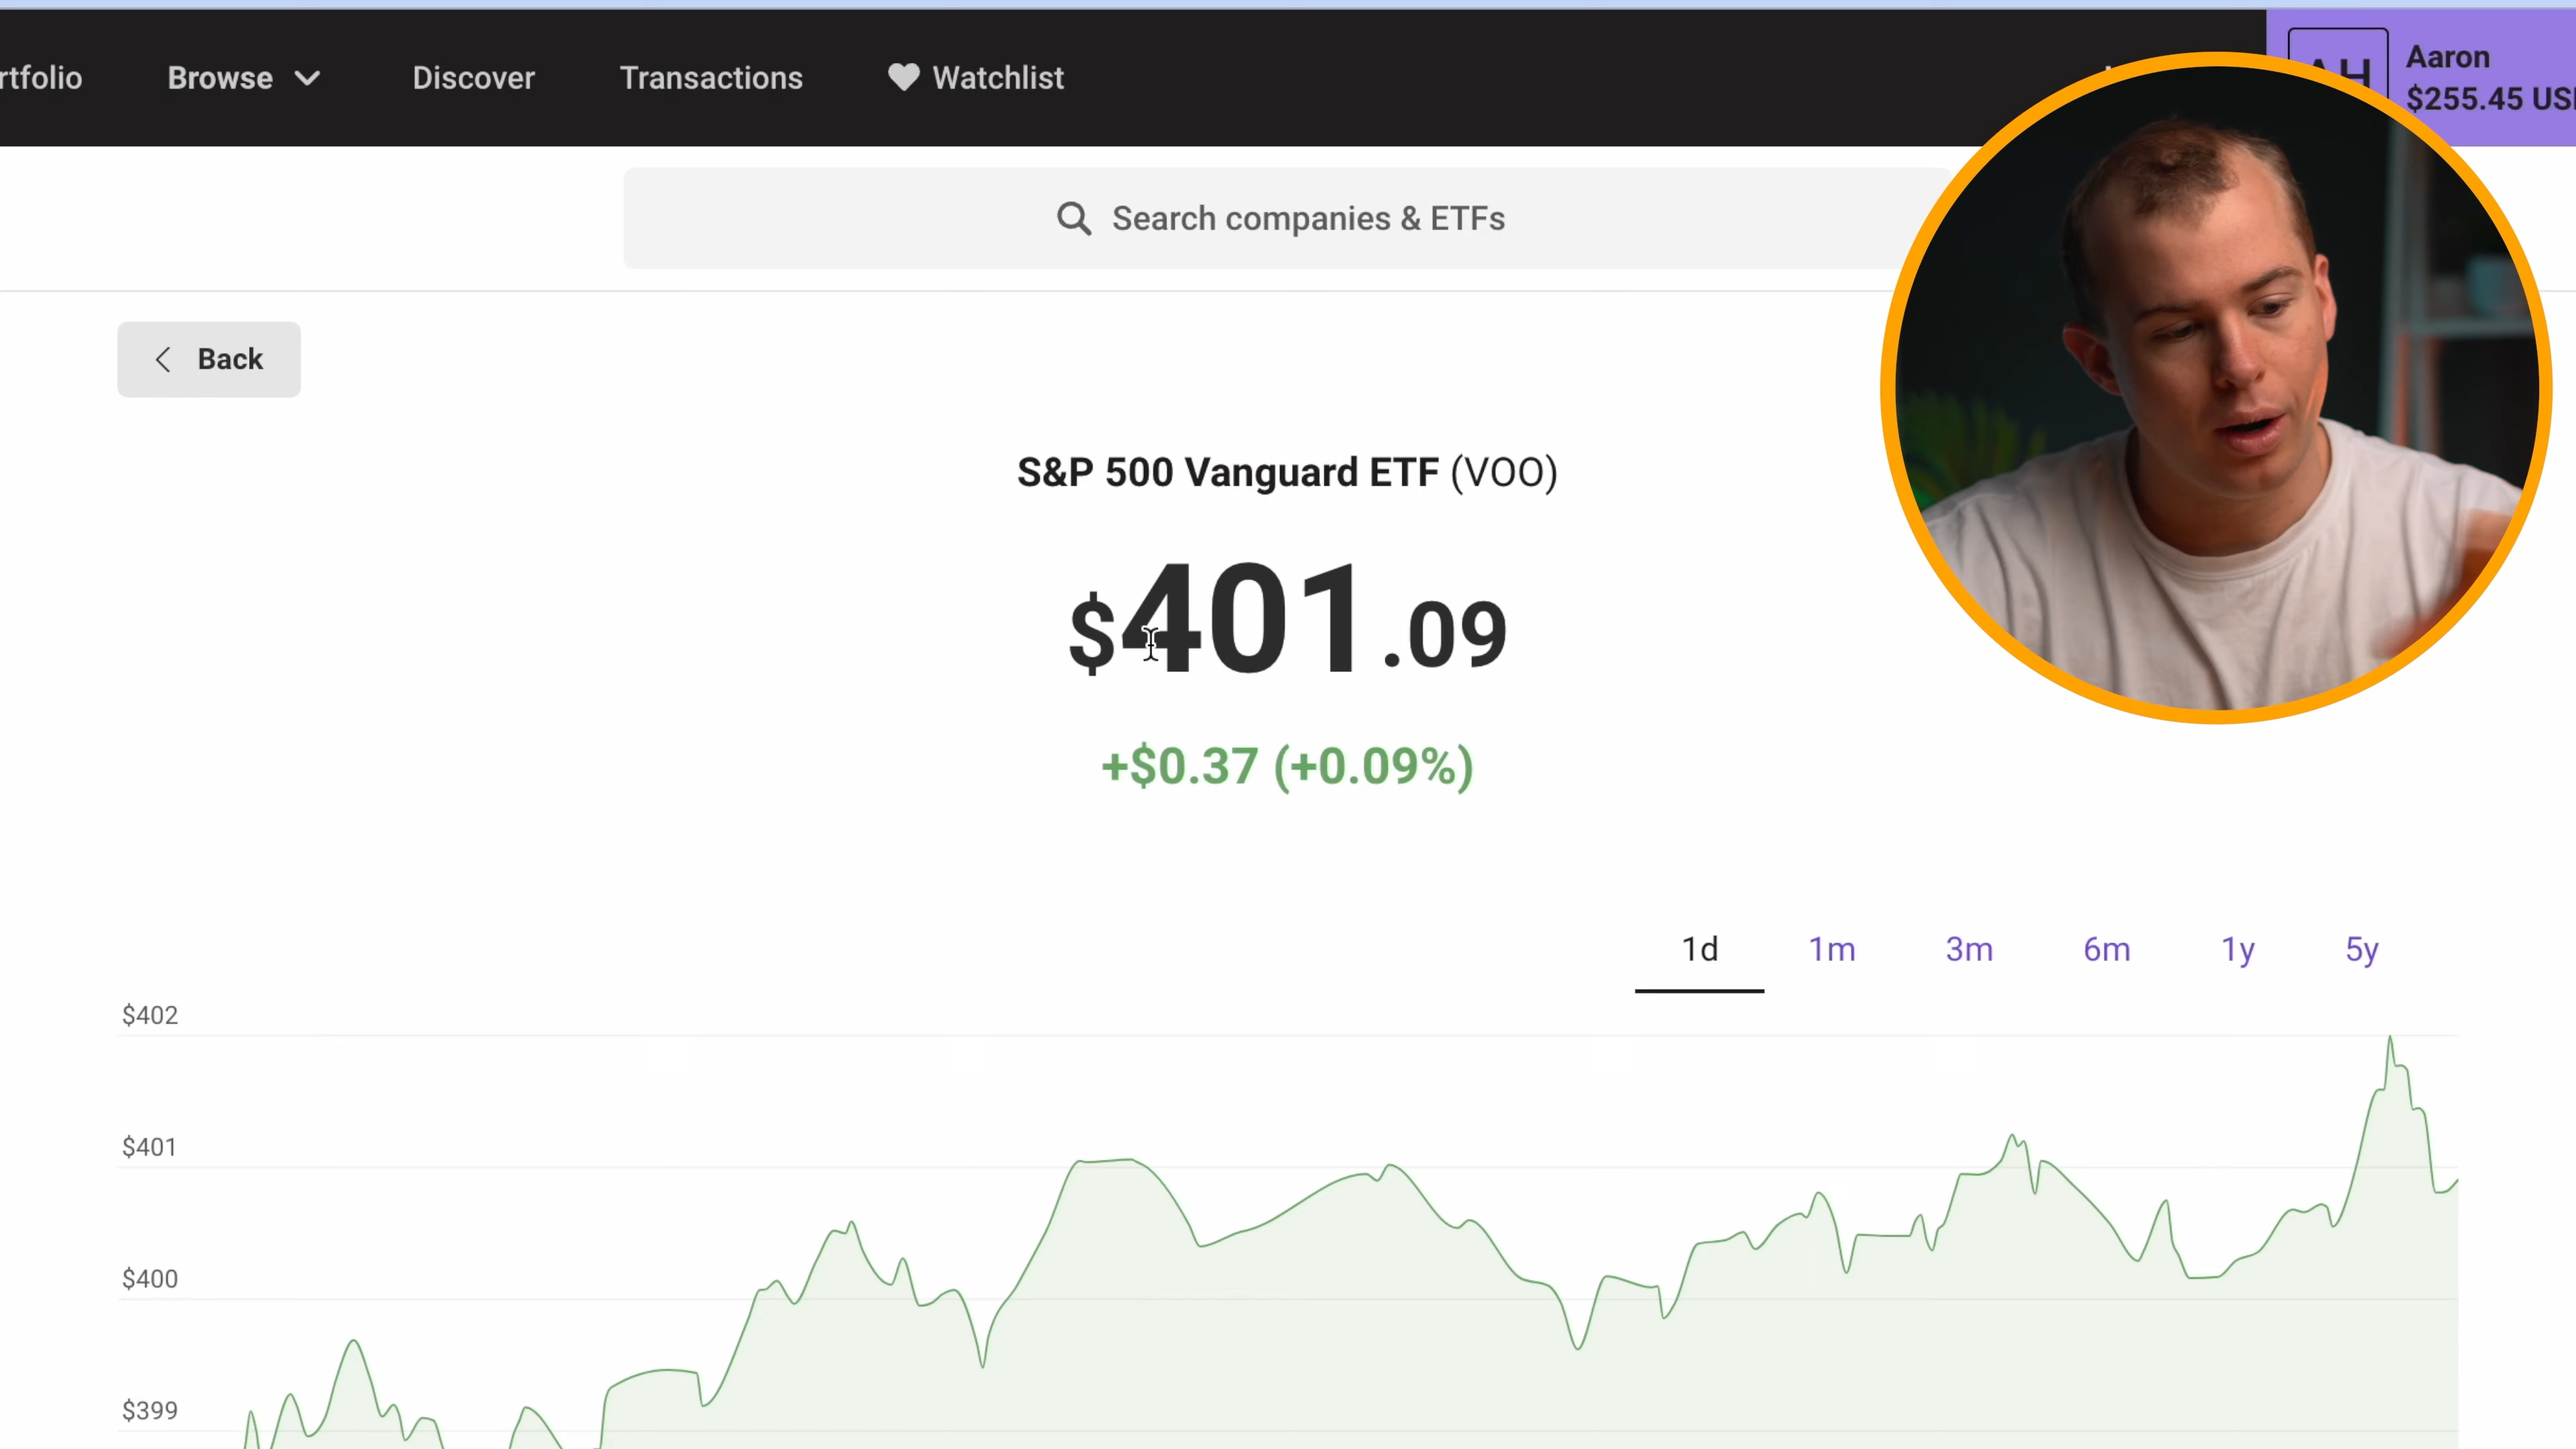 rtfolio Browse Discover Transactions Watchlist
Aaron
$255.45
Search companies & ETFs
Back
S&P 500 Vanguard ETF (VOO)
$401.09
+$0.37 (+0.09%)
1d 1m 3m 6m 1y 5y
$402
$401
$400
$399